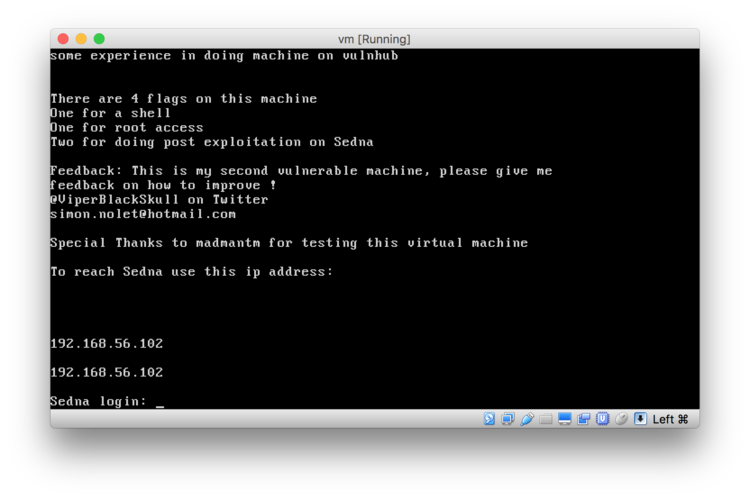 vm [Running]
some experience in doing machine on vulnhub
There are 4 flags on this machine
One for a shell
One for root access
Two for doing post exploitation on Sedna
Feedback: This is my second vulnerable machine, please give me
feedback on how to improve !
@ViperBlackSkull on Twitter
simon.nolet@hotmail.com
Special Thanks to madmantm for testing this virtual machine
To reach Sedna use this ip address:
192.168.56.102
192.168.56.102
Sedna login: _
Left ⌘